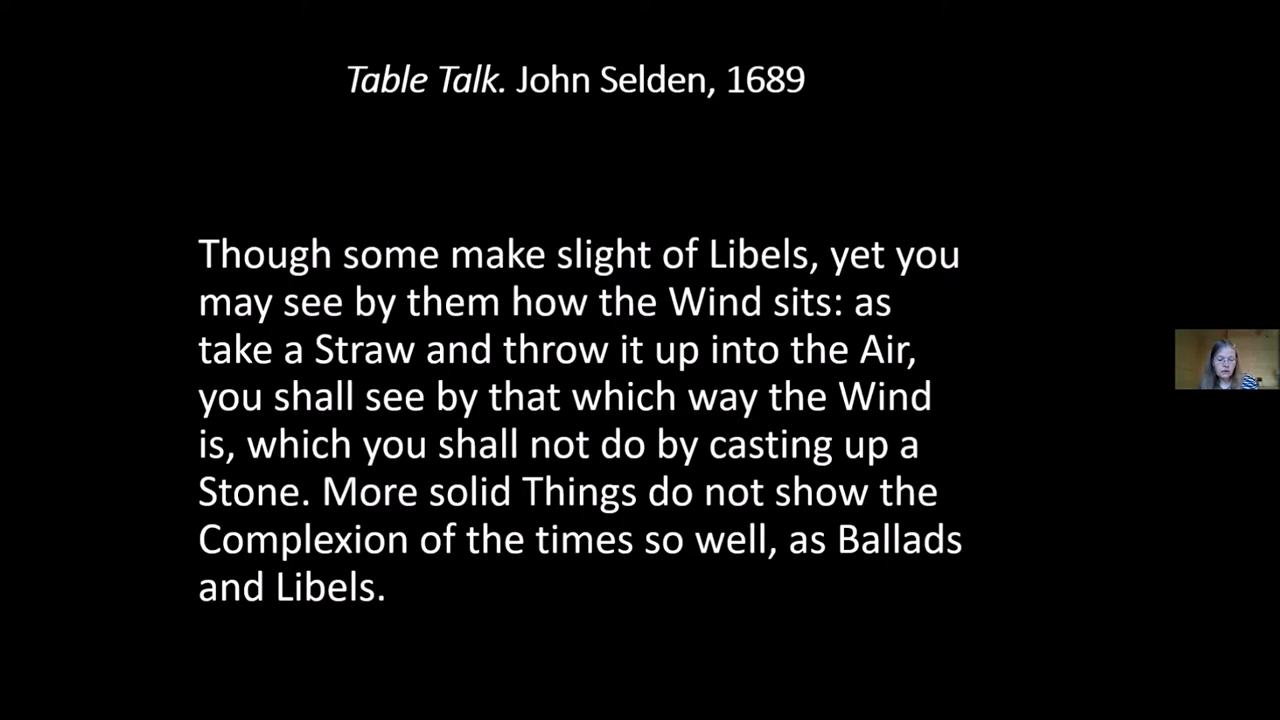 Table Talk. John Selden, 1689
Though some make slight of Libels, yet you
may see by them how the Wind sits: as
take a Straw and throw it up into the Air,
you shall see by that which way the Wind
is, which you shall not do by casting up a
Stone. More solid Things do not show the
Complexion of the times so well, as Ballads
and Libels.